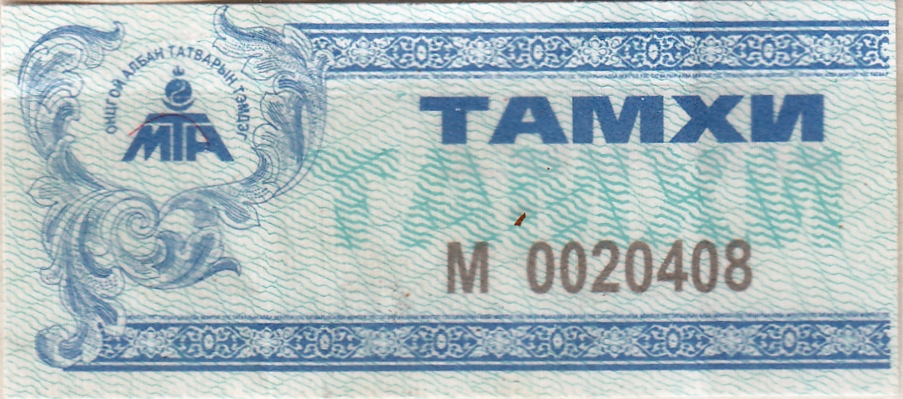 ОНЦГОЙ АЛБАН ТАТВАРЫН ТЭМДЭГ
МТА
ТАМХИ
ТАМХИ
М 0020408